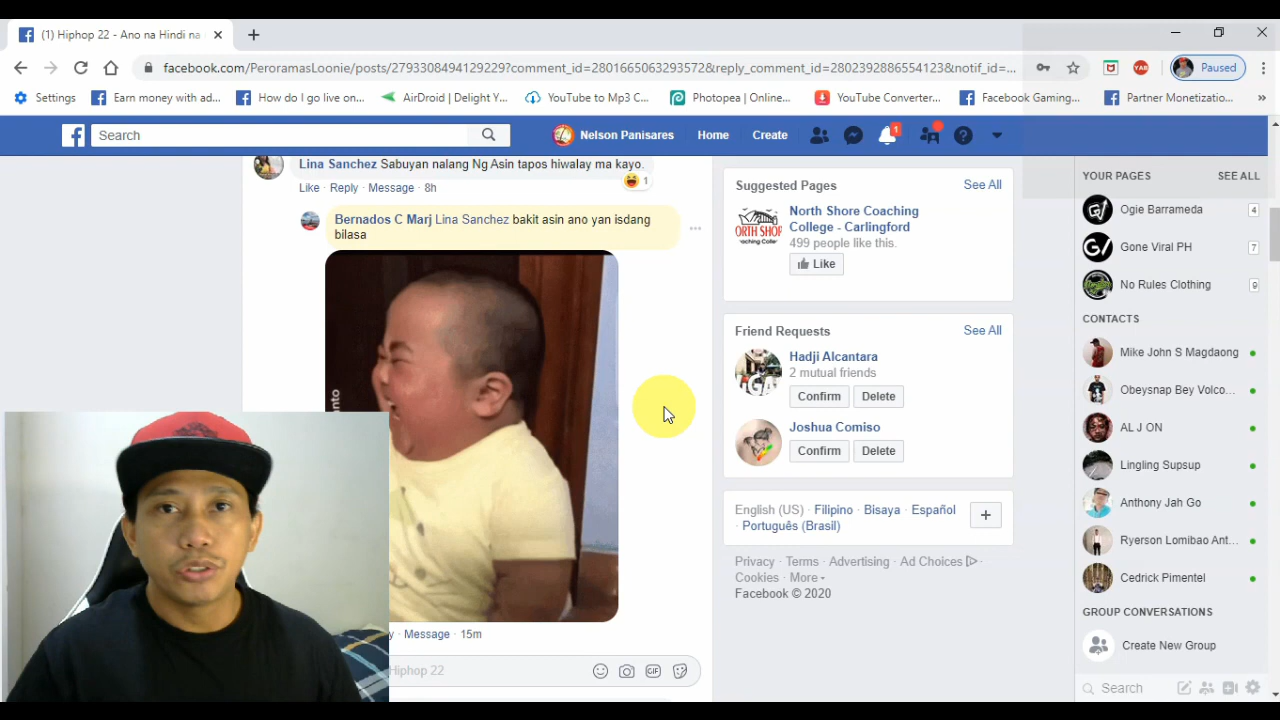 (1) Hiphop 22 - Ano na Hindi na
facebook.com/PeroramasLoonie/posts/2793308494129229?comment_id=2801665063293572&reply_comment_id=2802392886554123&notif_id=...
Paused
Settings
Earn money with ad...
How do I go live on...
AirDroid | Delight Y...
YouTube to Mp3 C...
Photopea | Online...
YouTube Converter...
Facebook Gaming...
Partner Monetizatio...
Search
Nelson Panisares
Home
Create
1
Lina Sanchez Sabuyan nalang Ng Asin tapos hiwalay ma kayo.
1
Like · Reply · Message · 8h
Bernados C Marj Lina Sanchez bakit asin ano yan isdang
bilasa
Message · 15m
Hiphop 22
GIF
Suggested Pages
See All
North Shore Coaching
College - Carlingford
499 people like this.
Like
Friend Requests
See All
Hadji Alcantara
2 mutual friends
Confirm
Delete
Joshua Comiso
Confirm
Delete
English (US) · Filipino · Bisaya · Español
· Português (Brasil)
Privacy · Terms · Advertising · Ad Choices ·
Cookies · More
Facebook © 2020
YOUR PAGES
SEE ALL
Ogie Barrameda
4
Gone Viral PH
7
No Rules Clothing
9
CONTACTS
Mike John S Magdaong
Obeysnap Bey Volco...
AL J ON
Lingling Supsup
Anthony Jah Go
Ryerson Lomibao Ant...
Cedrick Pimentel
GROUP CONVERSATIONS
Create New Group
Search